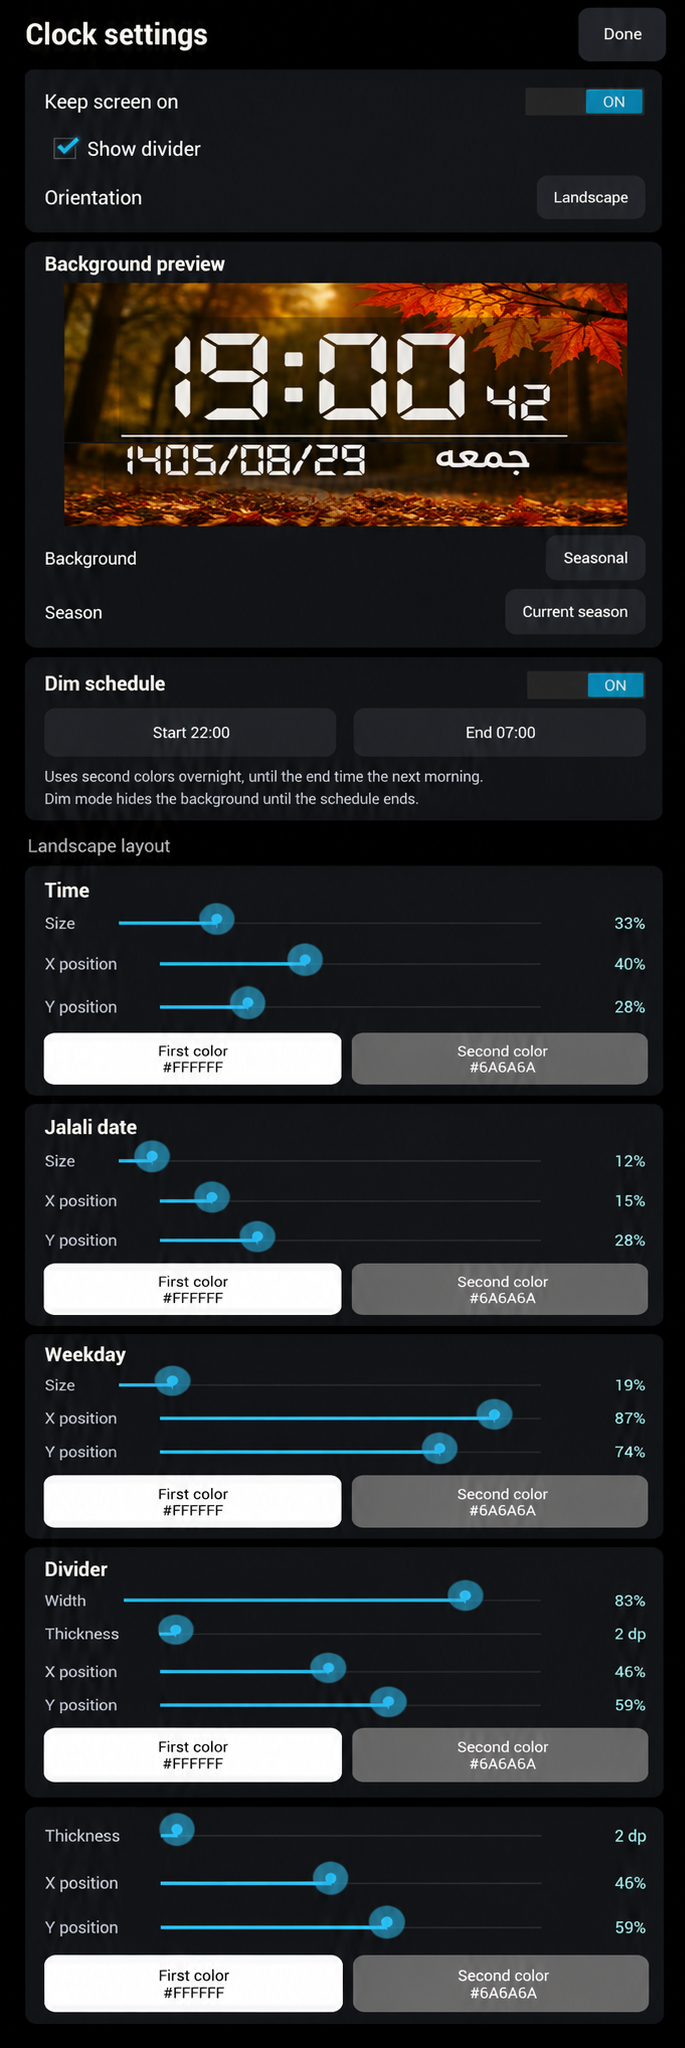 Clock settings
Done
Keep screen on
ON
Show divider
Orientation
Landscape
Background preview
19:00 42
1405/08/29
جمعه
Background
Seasonal
Season
Current season
Dim schedule
ON
Start 22:00
End 07:00
Uses second colors overnight, until the end time the next morning.
Dim mode hides the background until the schedule ends.
Landscape layout
Time
Size
33%
X position
40%
Y position
28%
First color
#FFFFFF
Second color
#6A6A6A
Jalali date
Size
12%
X position
15%
Y position
28%
First color
#FFFFFF
Second color
#6A6A6A
Weekday
Size
19%
X position
87%
Y position
74%
First color
#FFFFFF
Second color
#6A6A6A
Divider
Width
83%
Thickness
2 dp
X position
46%
Y position
59%
First color
#FFFFFF
Second color
#6A6A6A
Thickness
2 dp
X position
46%
Y position
59%
First color
#FFFFFF
Second color
#6A6A6A